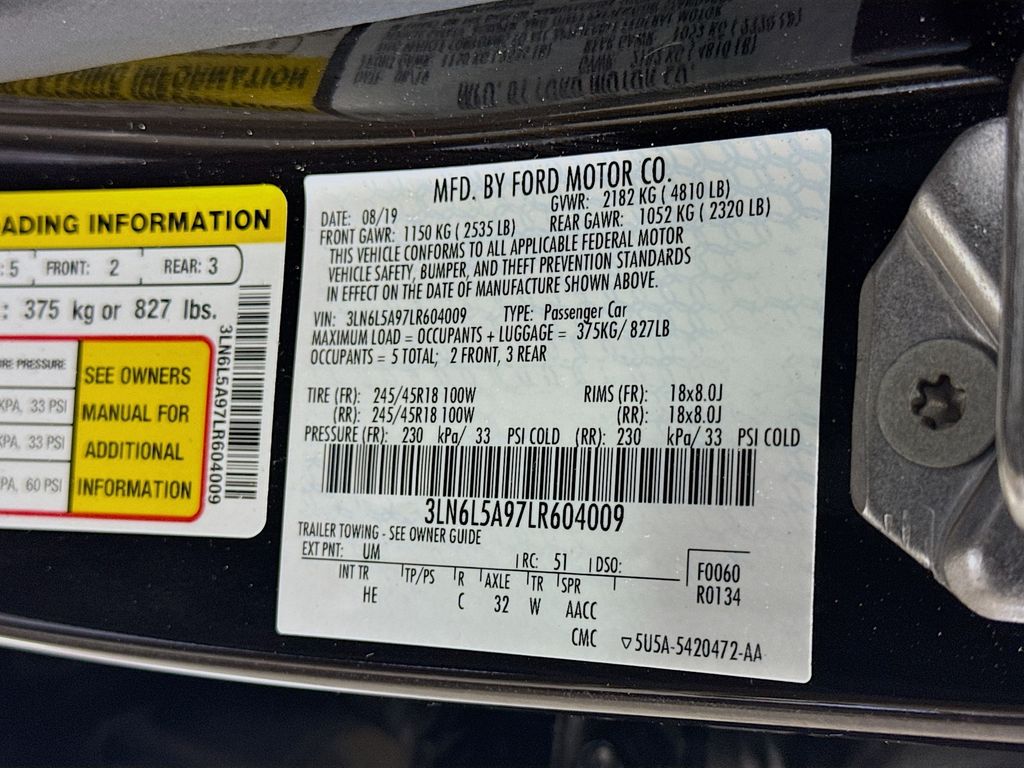 ADING INFORMATION
: 5 FRONT: 2 REAR: 3
: 375 kg or 827 lbs.
RE PRESSURE
KPA, 33 PSI
KPA, 33 PSI
PA, 60 PSI
SEE OWNERS
MANUAL FOR
ADDITIONAL
INFORMATION
3LN6L5A97LR604009
MFD. BY FORD MOTOR CO.
DATE: 08/19 GVWR: 2182 KG ( 4810 LB)
FRONT GAWR: 1150 KG ( 2535 LB) REAR GAWR: 1052 KG ( 2320 LB)
THIS VEHICLE CONFORMS TO ALL APPLICABLE FEDERAL MOTOR
VEHICLE SAFETY, BUMPER, AND THEFT PREVENTION STANDARDS
IN EFFECT ON THE DATE OF MANUFACTURE SHOWN ABOVE.
VIN: 3LN6L5A97LR604009 TYPE: Passenger Car
MAXIMUM LOAD = OCCUPANTS + LUGGAGE = 375KG/ 827LB
OCCUPANTS = 5 TOTAL; 2 FRONT, 3 REAR
TIRE (FR): 245/45R18 100W RIMS (FR): 18x8.0J
(RR): 245/45R18 100W (RR): 18x8.0J
PRESSURE (FR): 230 kPa/ 33 PSI COLD (RR): 230 kPa/ 33 PSI COLD
3LN6L5A97LR604009
TRAILER TOWING - SEE OWNER GUIDE
EXT PNT: UM RC: 51 DSO:
INT TR TP/PS R AXLE TR SPR
HE C 32 W AACC
F0060
R0134
CMC ▽5U5A-5420472-AA